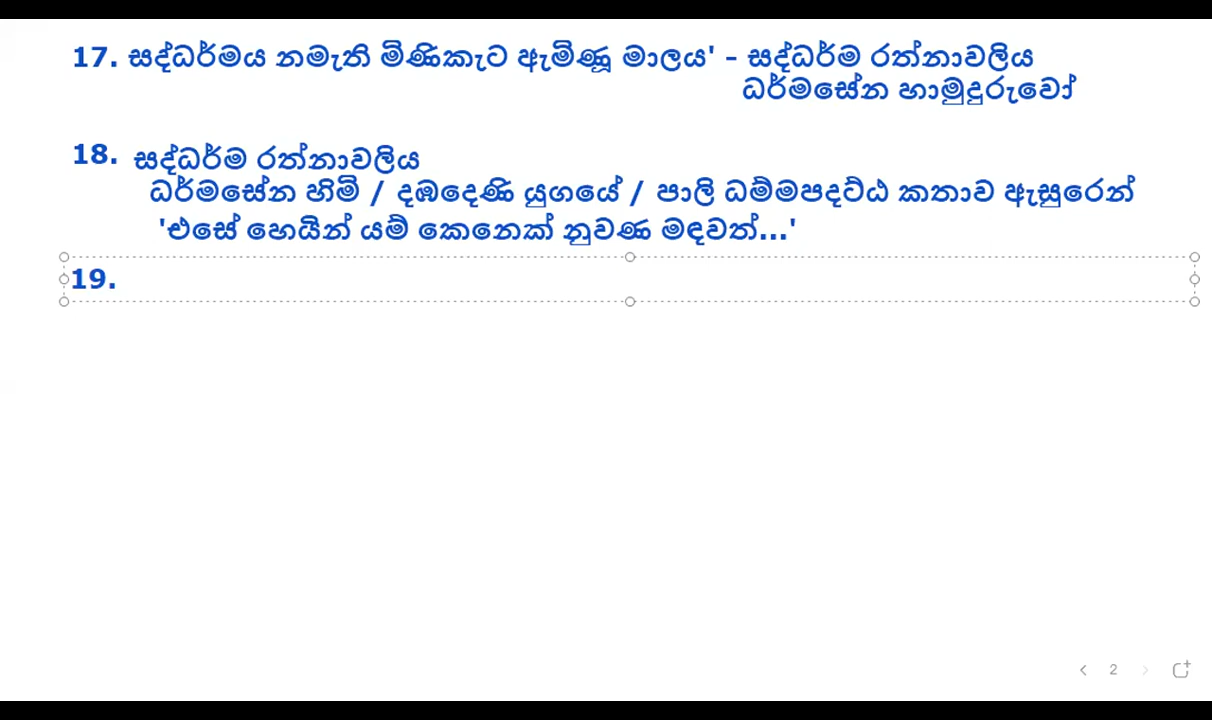 17. සද්ධර්මය නමැති මිණිකැට ඇමිණූ මාලය' - සද්ධර්ම රත්නාවලිය
ධර්මසේන හාමුදුරුවෝ
18. සද්ධර්ම රත්නාවලිය
ධර්මසේන හිමි / දඹදෙණි යුගයේ / පාලි ධම්මපදට්ඨ කතාව ඇසුරෙන්
'එසේ හෙයින් යම් කෙනෙක් නුවණ මඳවත්...'
19.
2